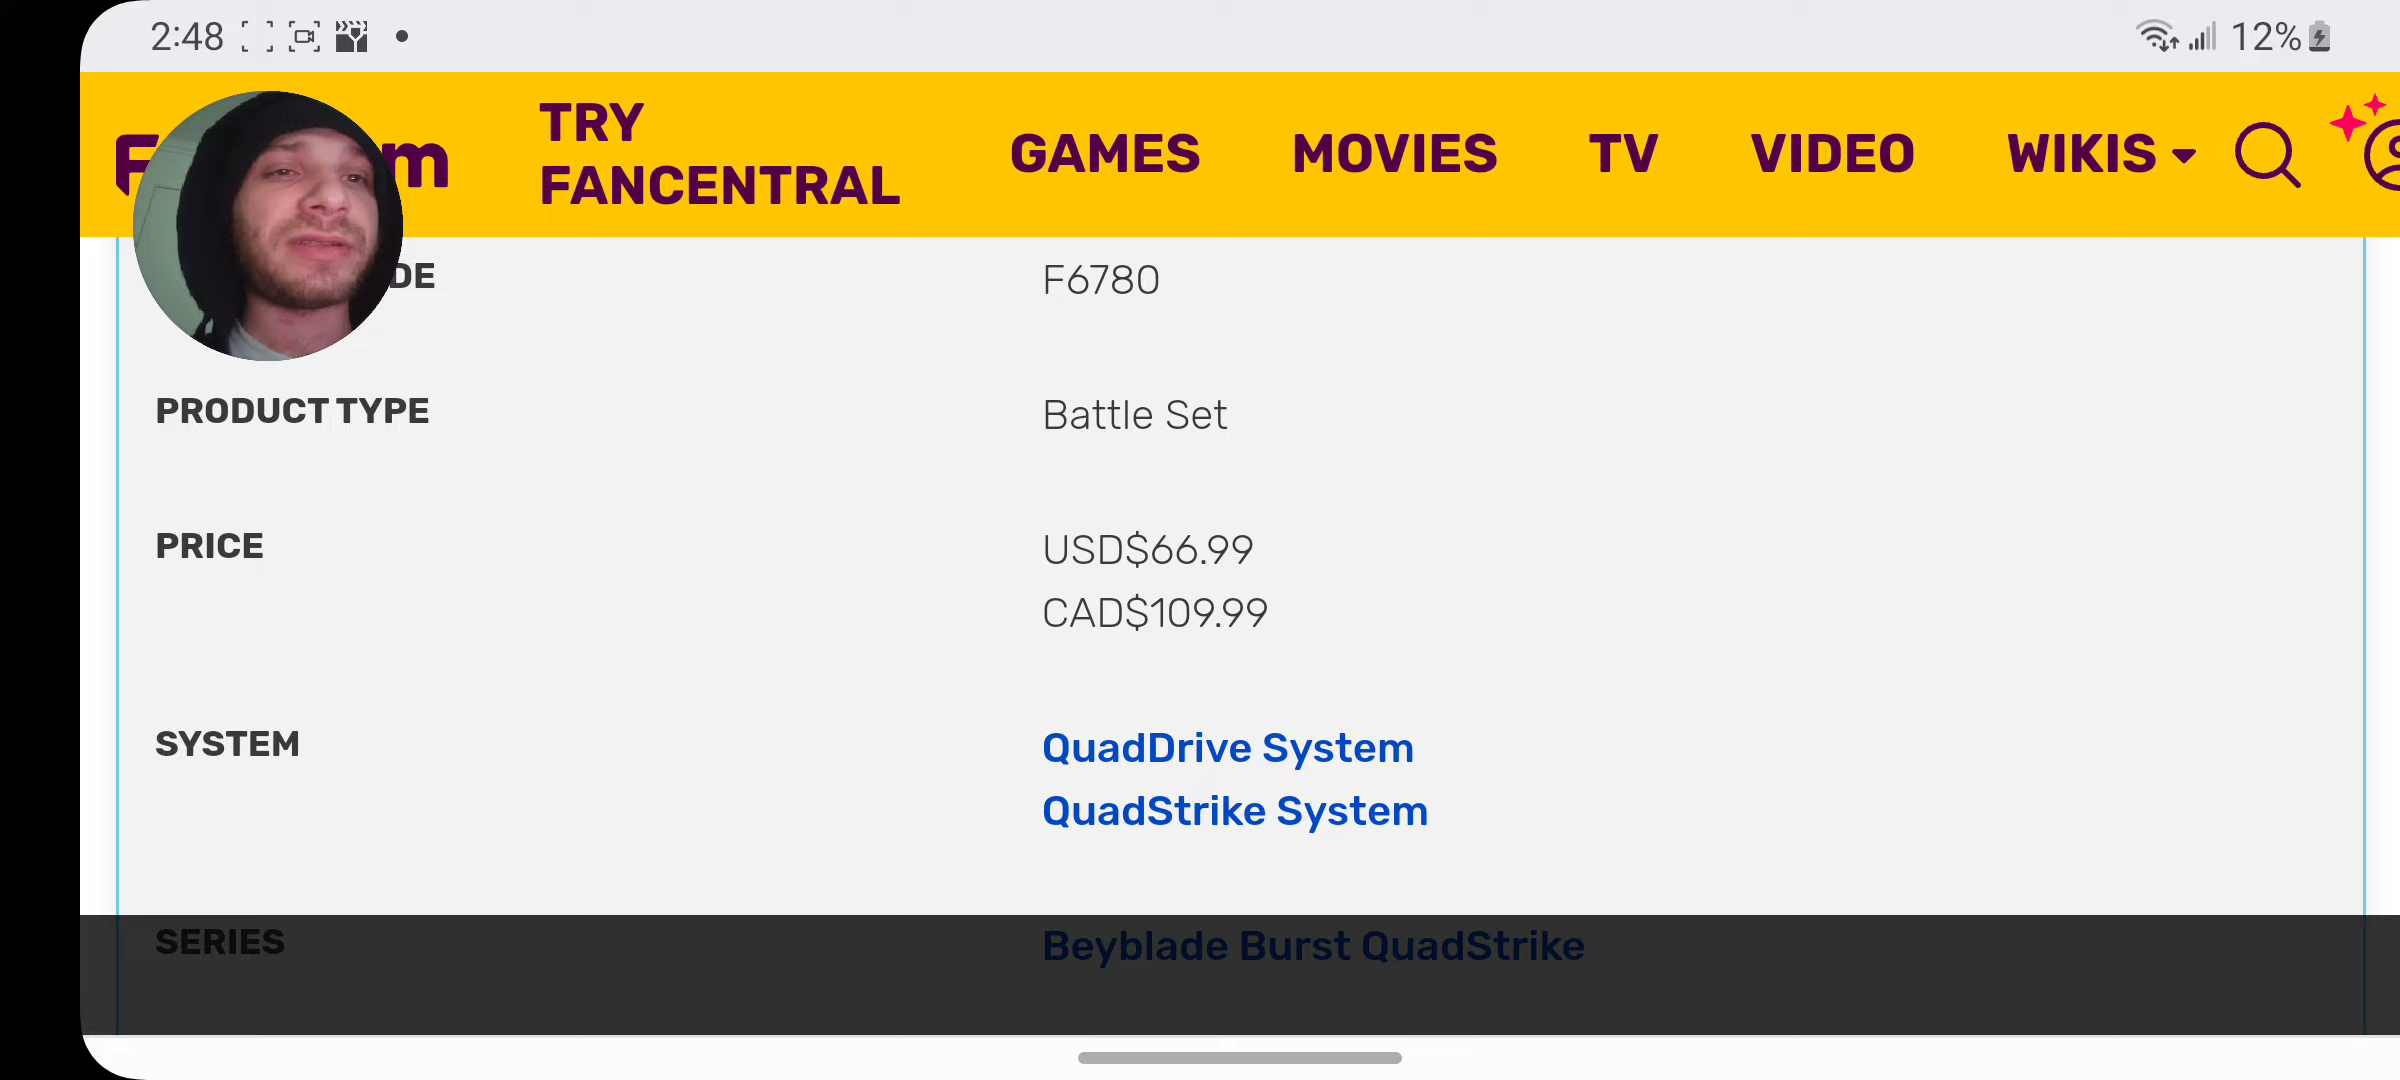 2:48
12%
TRY
FANCENTRAL
GAMES
MOVIES
TV
VIDEO
WIKIS
F6780
PRODUCT TYPE
Battle Set
PRICE
USD$66.99
CAD$109.99
SYSTEM
QuadDrive System
QuadStrike System
SERIES
Beyblade Burst QuadStrike